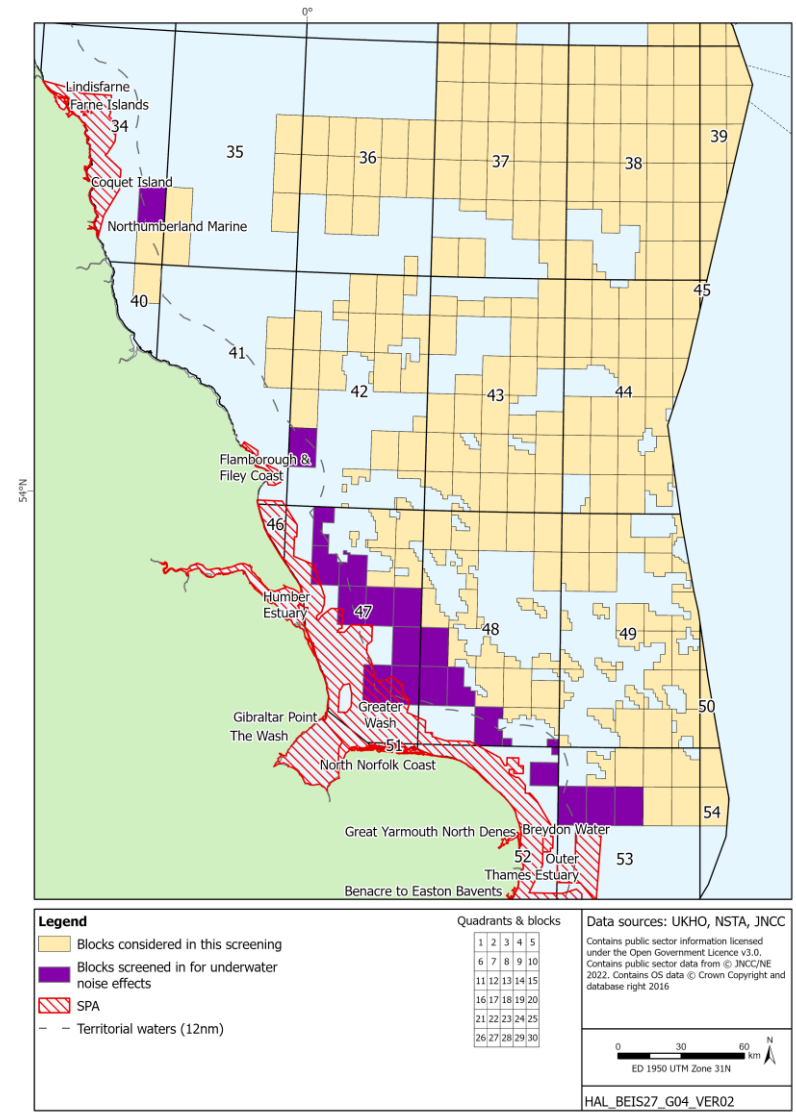 0°
Lindisfarne
Farne Islands
34
35
36
37
38
39
Coquet Island
Northumberland Marine
40
45
41
42
43
44
Flamborough &
Filey Coast
54°N
46
Humber
Estuary
47
48
49
Greater
Wash
50
Gibraltar Point
The Wash
51
North Norfolk Coast
54
Great Yarmouth North Denes
Breydon Water
52
Outer
Thames Estuary
53
Benacre to Easton Bavents
Legend
Blocks considered in this screening
Blocks screened in for underwater
noise effects
SPA
Territorial waters (12nm)
Quadrants & blocks
1 2 3 4 5
6 7 8 9 10
11 12 13 14 15
16 17 18 19 20
21 22 23 24 25
26 27 28 29 30
Data sources: UKHO, NSTA, JNCC
Contains public sector information licensed
under the Open Government Licence v3.0.
Contains public sector data from © JNCC/NE
2022. Contains OS data © Crown Copyright and
database right 2016
0 30 60
km
N
ED 1950 UTM Zone 31N
HAL_BEIS27_G04_VER02